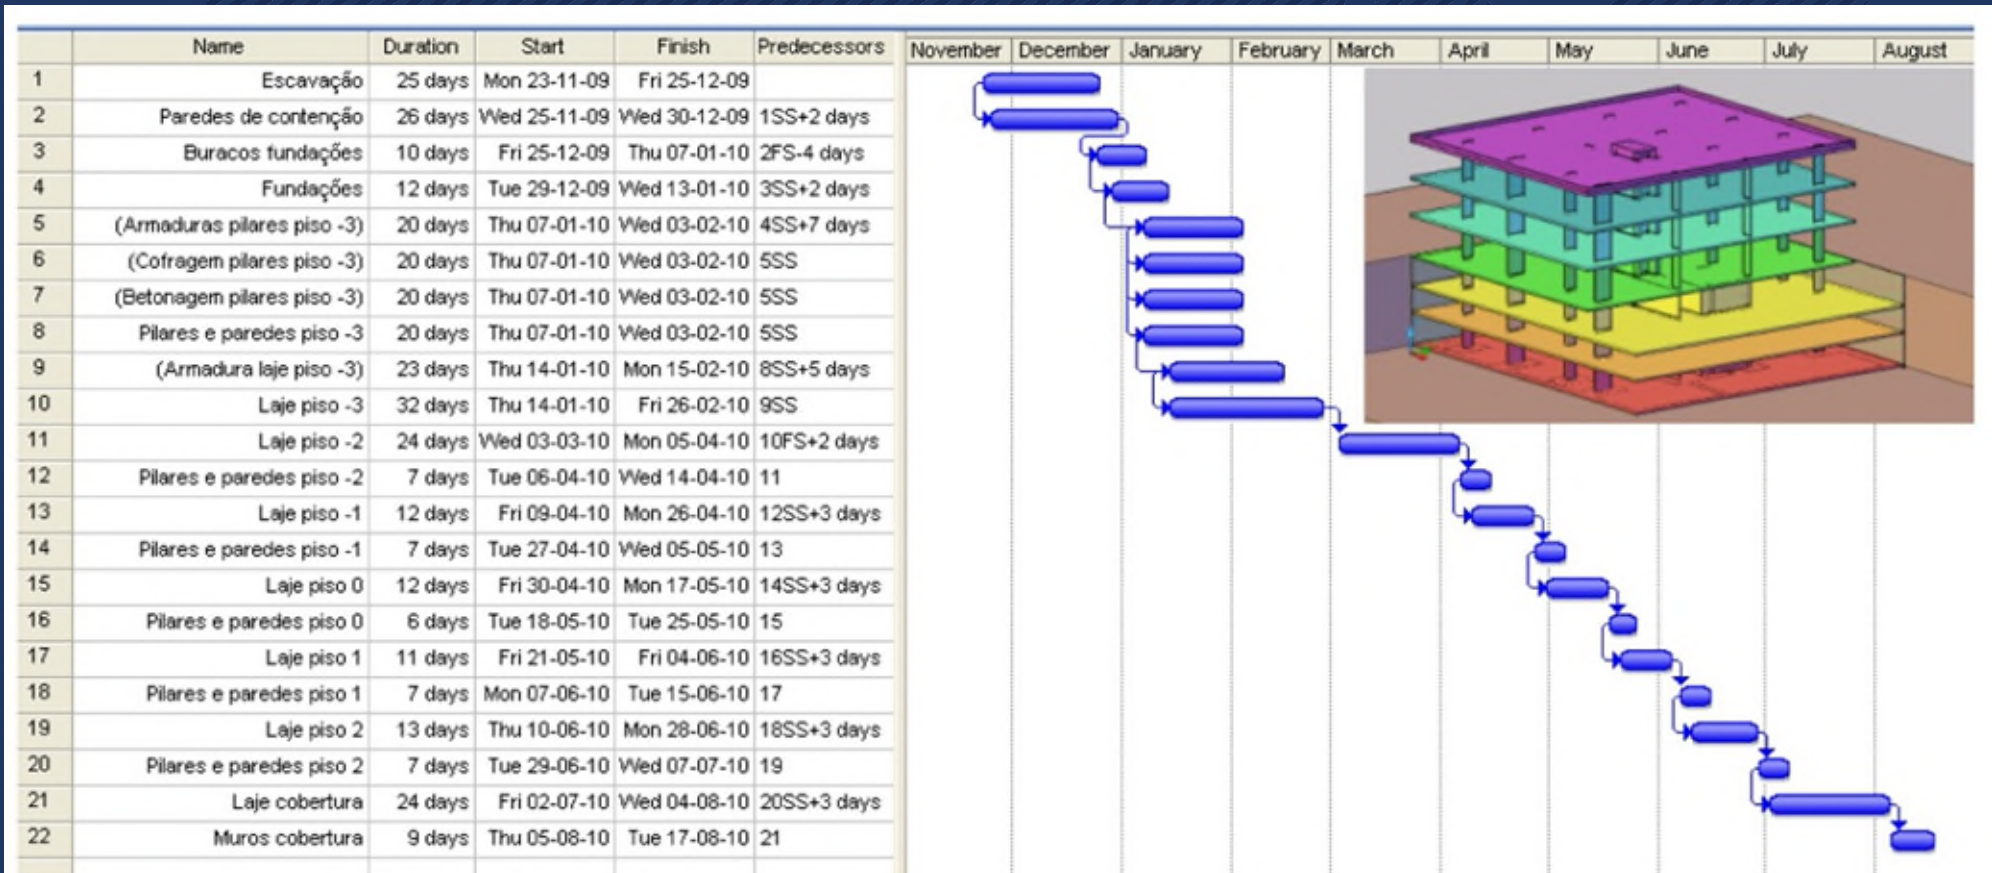 Name Duration Start Finish Predecessors November December January February March April May June July August
1 Escavação 25 days Mon 23-11-09 Fri 25-12-09
2 Paredes de contenção 26 days Wed 25-11-09 Wed 30-12-09 1SS+2 days
3 Buracos fundações 10 days Fri 25-12-09 Thu 07-01-10 2FS-4 days
4 Fundações 12 days Tue 29-12-09 Wed 13-01-10 3SS+2 days
5 (Armaduras pilares piso -3) 20 days Thu 07-01-10 Wed 03-02-10 4SS+7 days
6 (Cofragem pilares piso -3) 20 days Thu 07-01-10 Wed 03-02-10 5SS
7 (Betonagem pilares piso -3) 20 days Thu 07-01-10 Wed 03-02-10 5SS
8 Pilares e paredes piso -3 20 days Thu 07-01-10 Wed 03-02-10 5SS
9 (Armadura laje piso -3) 23 days Thu 14-01-10 Mon 15-02-10 8SS+5 days
10 Laje piso -3 32 days Thu 14-01-10 Fri 26-02-10 9SS
11 Laje piso -2 24 days Wed 03-03-10 Mon 05-04-10 10FS+2 days
12 Pilares e paredes piso -2 7 days Tue 06-04-10 Wed 14-04-10 11
13 Laje piso -1 12 days Fri 09-04-10 Mon 26-04-10 12SS+3 days
14 Pilares e paredes piso -1 7 days Tue 27-04-10 Wed 05-05-10 13
15 Laje piso 0 12 days Fri 30-04-10 Mon 17-05-10 14SS+3 days
16 Pilares e paredes piso 0 6 days Tue 18-05-10 Tue 25-05-10 15
17 Laje piso 1 11 days Fri 21-05-10 Fri 04-06-10 16SS+3 days
18 Pilares e paredes piso 1 7 days Mon 07-06-10 Tue 15-06-10 17
19 Laje piso 2 13 days Thu 10-06-10 Mon 28-06-10 18SS+3 days
20 Pilares e paredes piso 2 7 days Tue 29-06-10 Wed 07-07-10 19
21 Laje cobertura 24 days Fri 02-07-10 Wed 04-08-10 20SS+3 days
22 Muros cobertura 9 days Thu 05-08-10 Tue 17-08-10 21